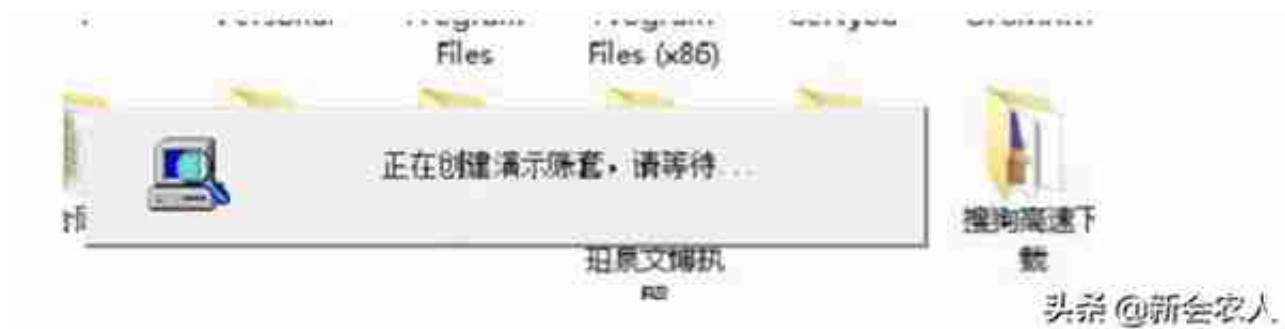 Personal
Program
Files
Program
Files (x86)
正在创建演示账套，请等待...
搜狗高速下
载
头条 @新会农人